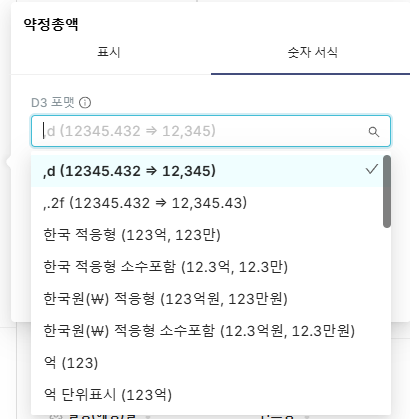 약정총액
표시 숫자 서식
D3 포맷
,d (12345.432 => 12,345)
,d (12345.432 => 12,345)
,.2f (12345.432 => 12,345.43)
한국 적응형 (123억, 123만)
한국 적응형 소수포함 (12.3억, 12.3만)
한국원(₩) 적응형 (123억원, 123만원)
한국원(₩) 적응형 소수포함 (12.3억원, 12.3만원)
억 (123)
억 단위표시 (123억)